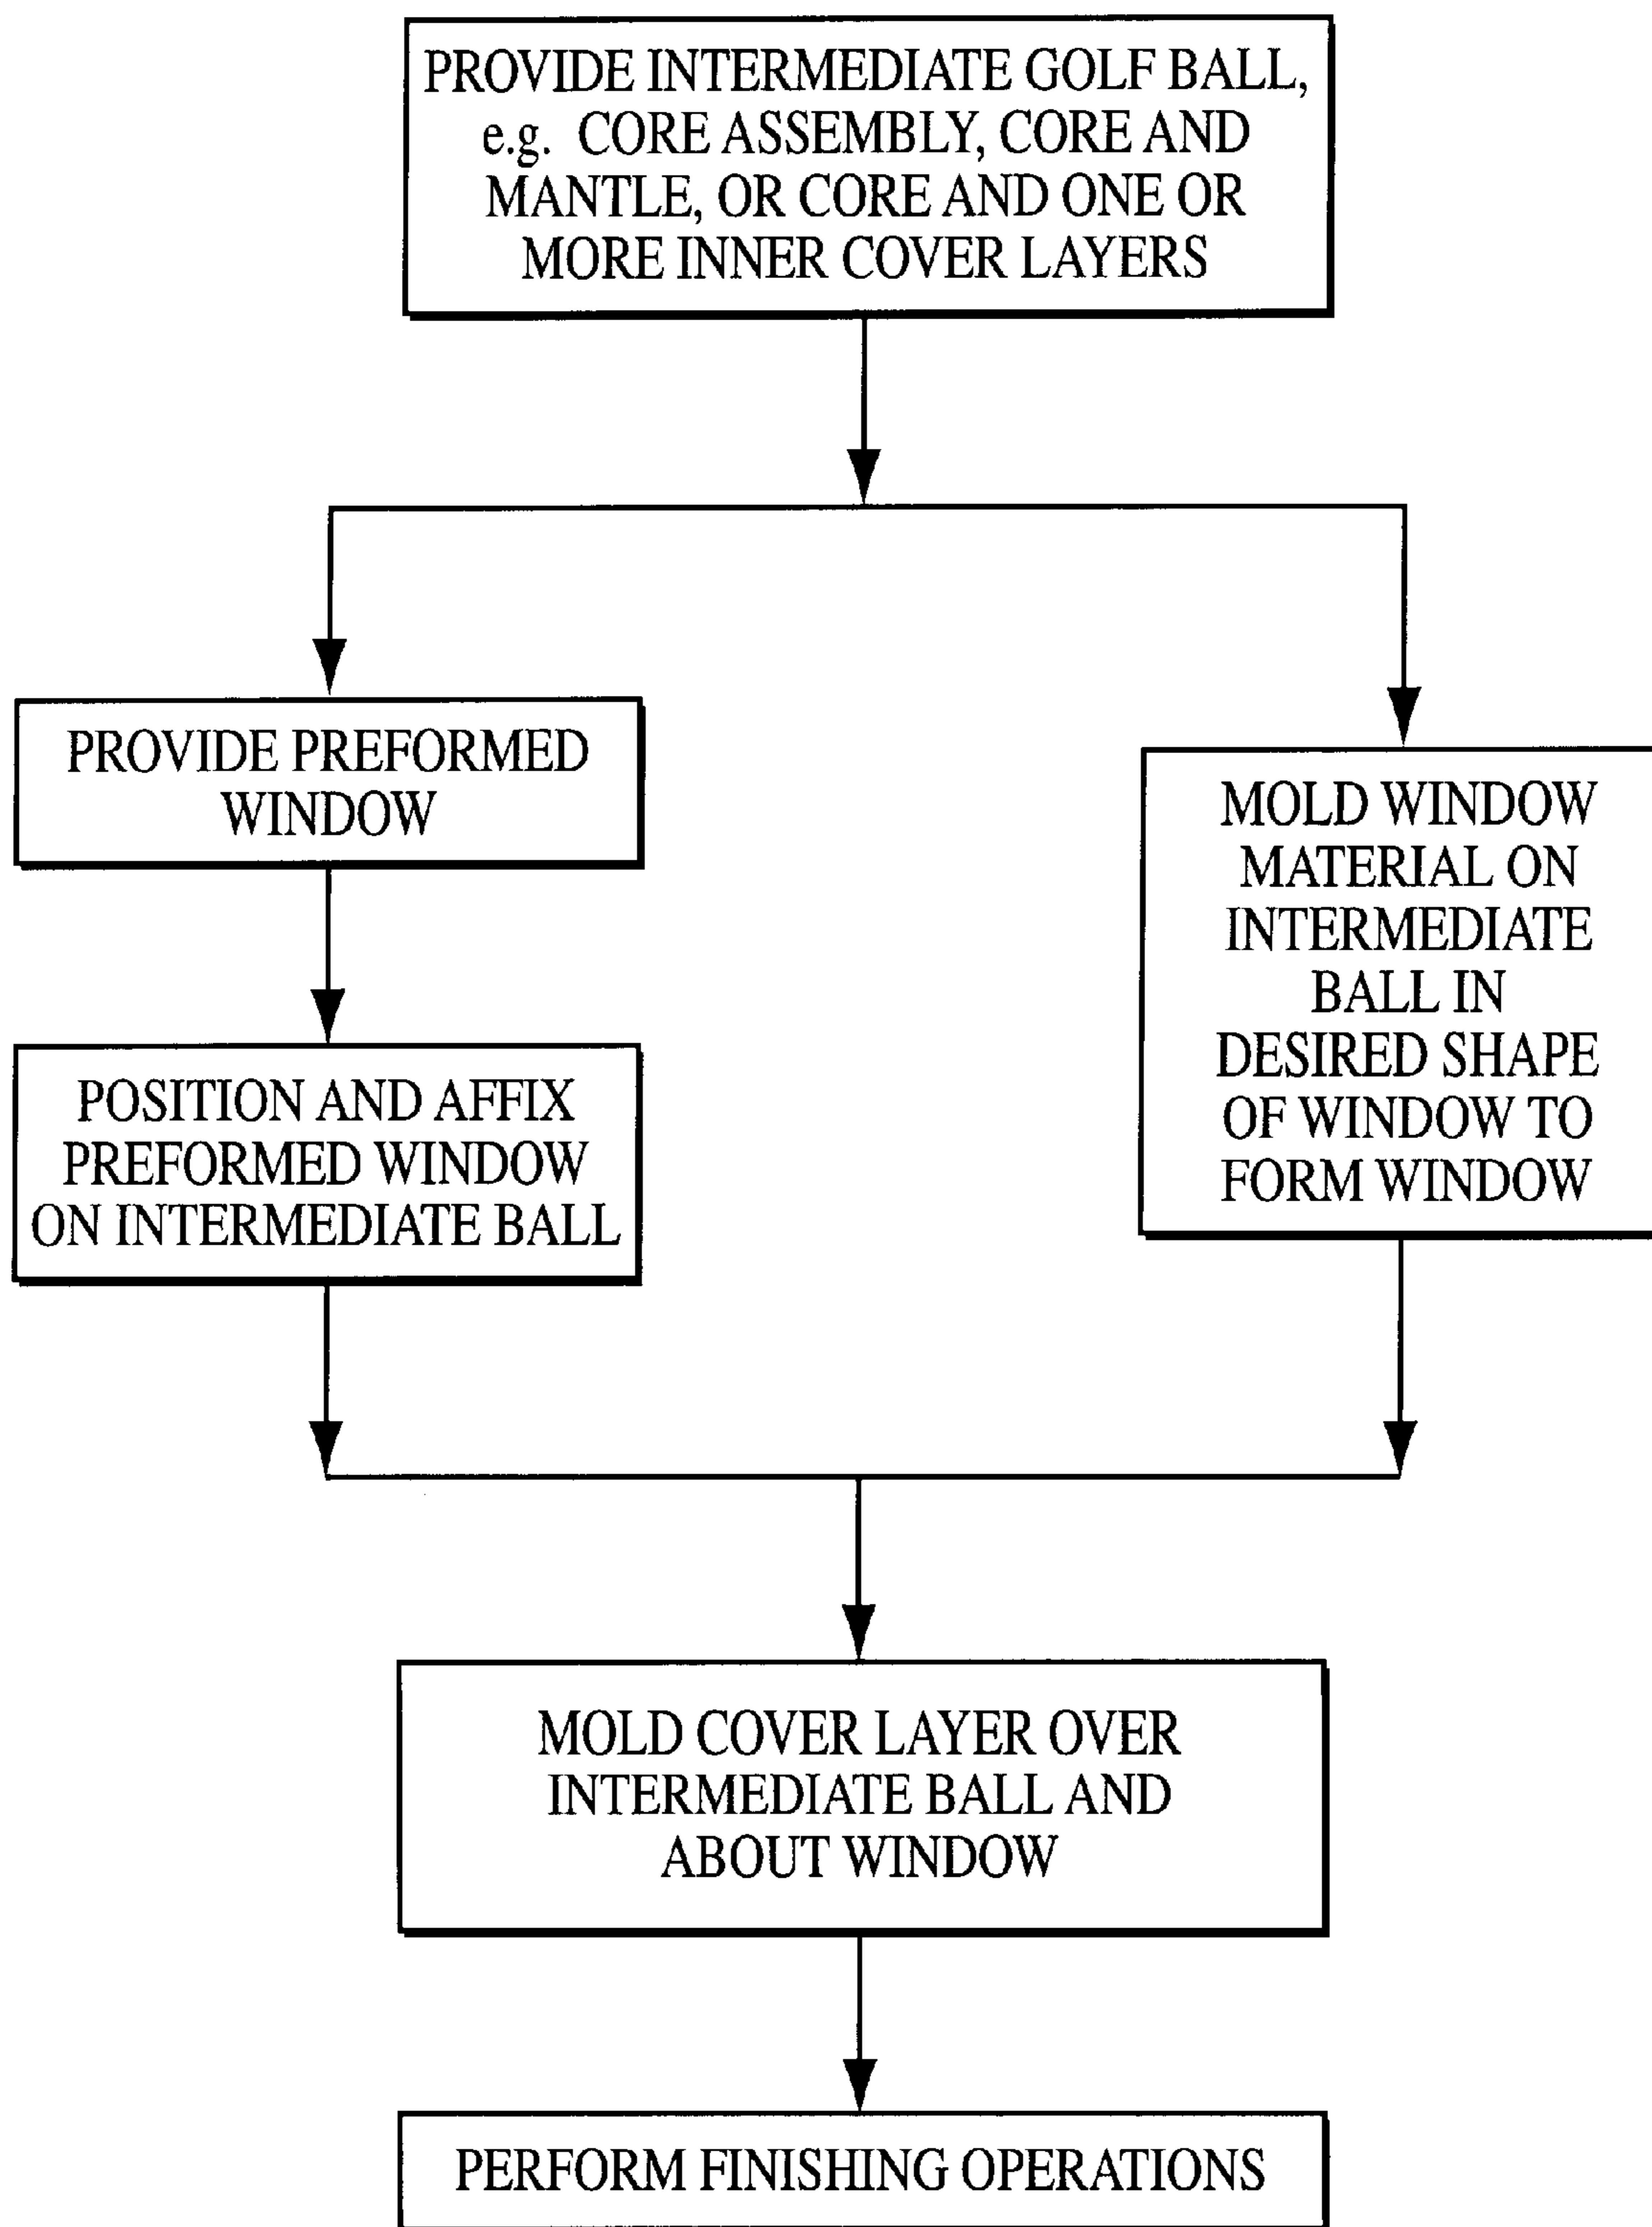 PROVIDE INTERMEDIATE GOLF BALL,
e.g. CORE ASSEMBLY, CORE AND
MANTLE, OR CORE AND ONE OR
MORE INNER COVER LAYERS
PROVIDE PREFORMED
WINDOW
POSITION AND AFFIX
PREFORMED WINDOW
ON INTERMEDIATE BALL
MOLD WINDOW
MATERIAL ON
INTERMEDIATE
BALL IN
DESIRED SHAPE
OF WINDOW TO
FORM WINDOW
MOLD COVER LAYER OVER
INTERMEDIATE BALL AND
ABOUT WINDOW
PERFORM FINISHING OPERATIONS